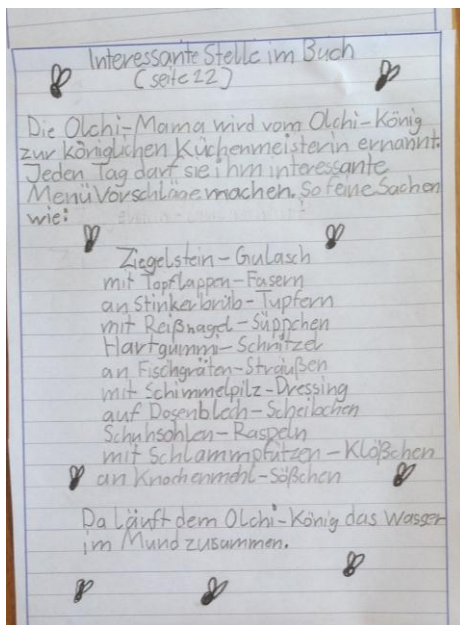 Interessante Stelle im Buch
(seite 22)
Die Olchi-Mama wird vom Olchi-König
zur königlichen Küchenmeisterin ernannt.
Jeden Tag darf sie ihm interessante
Menü Vorschläge machen. So feine Sachen
wie:
Ziegelstein-Gulasch
mit Topflappen-Fasern
an Stinkerbrüh-Tupfern
mit Reißnagel-Süppchen
Hartgummi-Schnitzel
an Fischgräten-Sträußen
mit Schimmelpilz-Dressing
auf Dosenblech-Scheibchen
Schuhsohlen-Raspeln
mit Schlammpfützen-Klößchen
an Knochenmehl-Sößchen
Da läuft dem Olchi-König das Wasser
im Mund zusammen.